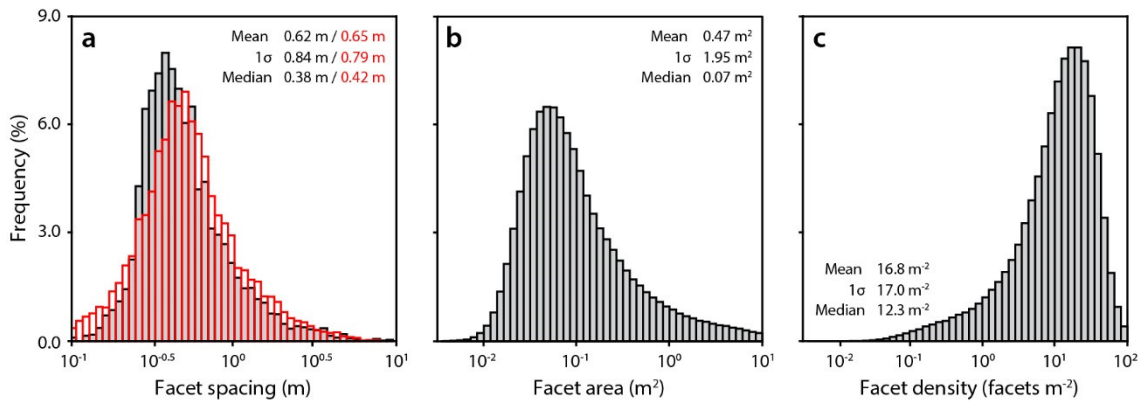 a
Mean 0.62 m / 0.65 m
1σ 0.84 m / 0.79 m
Median 0.38 m / 0.42 m
b
Mean 0.47 m²
1σ 1.95 m²
Median 0.07 m²
c
Mean 16.8 m⁻²
1σ 17.0 m⁻²
Median 12.3 m⁻²
Frequency (%)
9.0
6.0
3.0
0.0
10⁻¹ 10⁻⁰·⁵ 10⁰ 10⁰·⁵ 10¹
Facet spacing (m)
10⁻² 10⁻¹ 10⁰ 10¹
Facet area (m²)
10⁻² 10⁻¹ 10⁰ 10¹ 10²
Facet density (facets m⁻²)